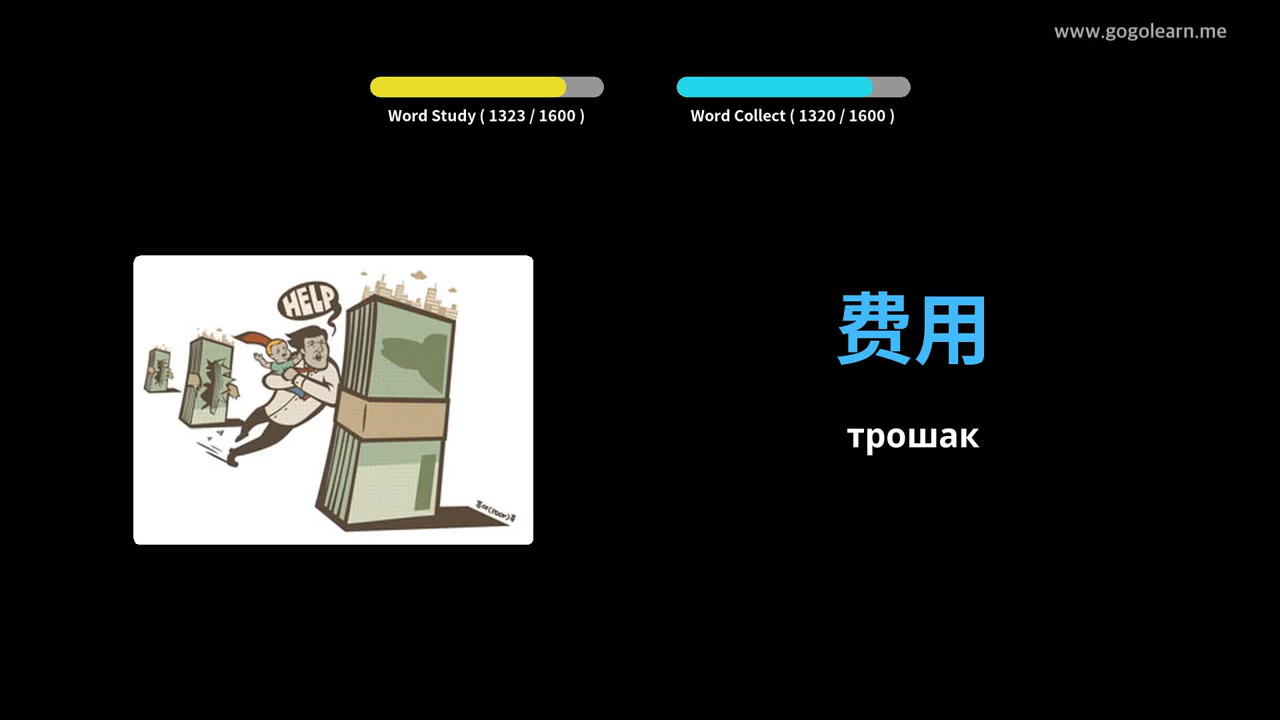 www.gogolearn.me
Word Study ( 1323 / 1600 )
Word Collect ( 1320 / 1600 )
HELP
费用
трошак